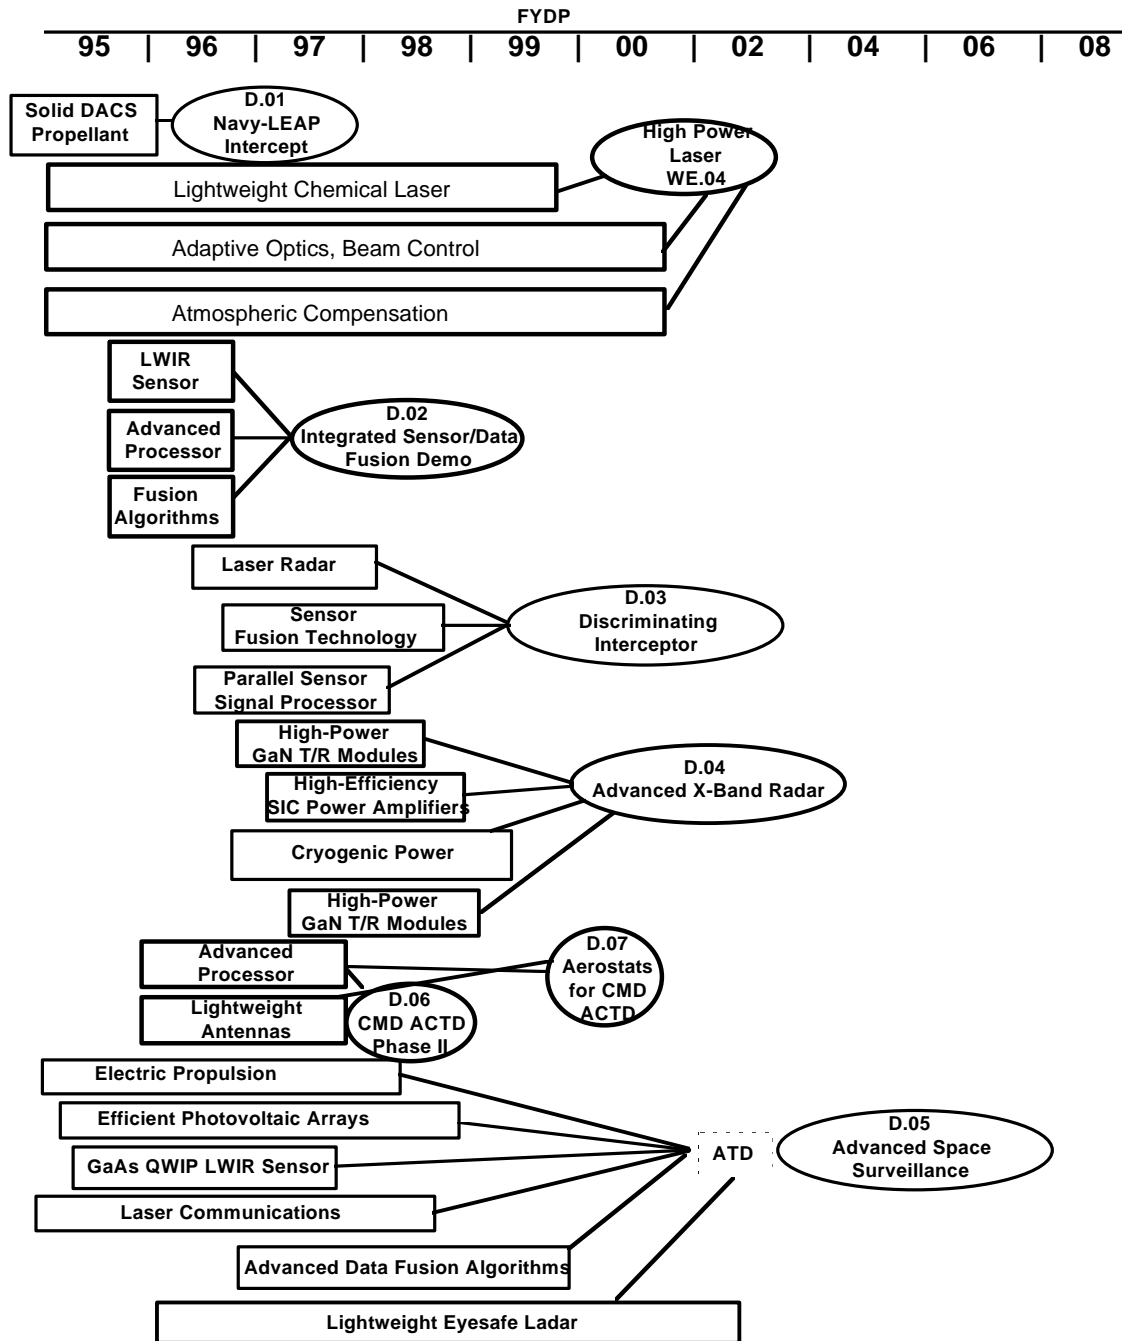 FYDP
95 | 96 | 97 | 98 | 99 | 00 | 02 | 04 | 06 | 08
Solid DACS
Propellant
D.01
Navy-LEAP
Intercept
High Power
Laser
WE.04
Lightweight Chemical Laser
Adaptive Optics, Beam Control
Atmospheric Compensation
LWIR
Sensor
Advanced
Processor
Fusion
Algorithms
D.02
Integrated Sensor/Data
Fusion Demo
Laser Radar
Sensor
Fusion Technology
Parallel Sensor
Signal Processor
D.03
Discriminating
Interceptor
High-Power
GaN T/R Modules
High-Efficiency
SIC Power Amplifiers
Cryogenic Power
High-Power
GaN T/R Modules
D.04
Advanced X-Band Radar
Advanced
Processor
Lightweight
Antennas
D.06
CMD ACTD
Phase II
D.07
Aerostats
for CMD
ACTD
Electric Propulsion
Efficient Photovoltaic Arrays
GaAs QWIP LWIR Sensor
Laser Communications
Advanced Data Fusion Algorithms
Lightweight Eyesafe Ladar
ATD
D.05
Advanced Space
Surveillance